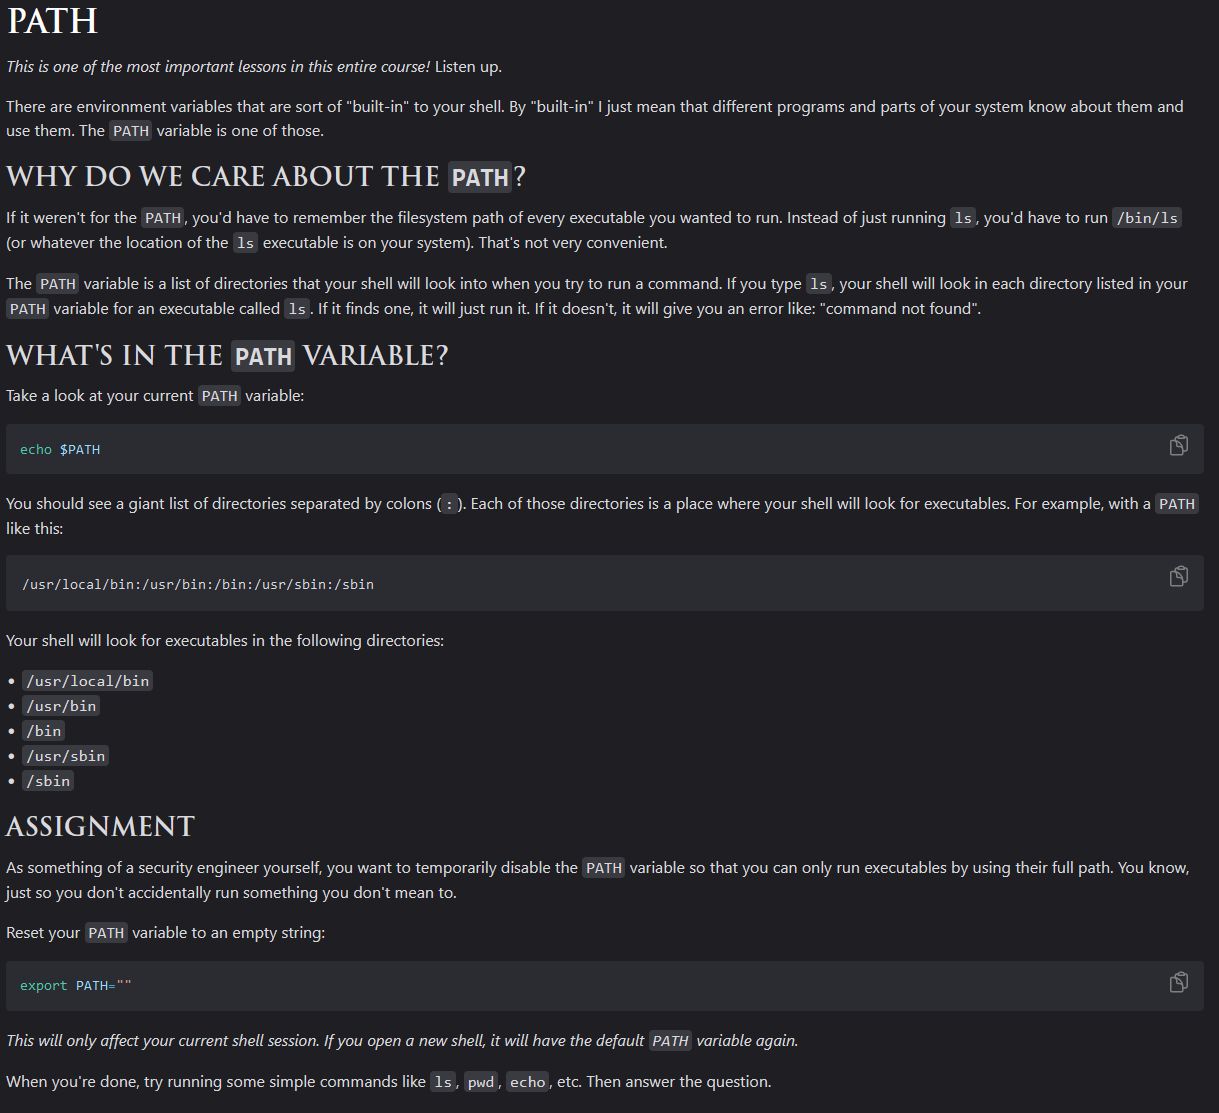 PATH
This is one of the most important lessons in this entire course! Listen up.
There are environment variables that are sort of "built-in" to your shell. By "built-in" I just mean that different programs and parts of your system know about them and
use them. The PATH variable is one of those.
WHY DO WE CARE ABOUT THE PATH?
If it weren't for the PATH, you'd have to remember the filesystem path of every executable you wanted to run. Instead of just running ls, you'd have to run /bin/ls
(or whatever the location of the ls executable is on your system). That's not very convenient.
The PATH variable is a list of directories that your shell will look into when you try to run a command. If you type ls, your shell will look in each directory listed in your
PATH variable for an executable called ls. If it finds one, it will just run it. If it doesn't, it will give you an error like: "command not found".
WHAT'S IN THE PATH VARIABLE?
Take a look at your current PATH variable:
echo $PATH
You should see a giant list of directories separated by colons (:). Each of those directories is a place where your shell will look for executables. For example, with a PATH
like this:
/usr/local/bin:/usr/bin:/bin:/usr/sbin:/sbin
Your shell will look for executables in the following directories:
• /usr/local/bin
• /usr/bin
• /bin
• /usr/sbin
• /sbin
ASSIGNMENT
As something of a security engineer yourself, you want to temporarily disable the PATH variable so that you can only run executables by using their full path. You know,
just so you don't accidentally run something you don't mean to.
Reset your PATH variable to an empty string:
export PATH=""
This will only affect your current shell session. If you open a new shell, it will have the default PATH variable again.
When you're done, try running some simple commands like ls, pwd, echo, etc. Then answer the question.